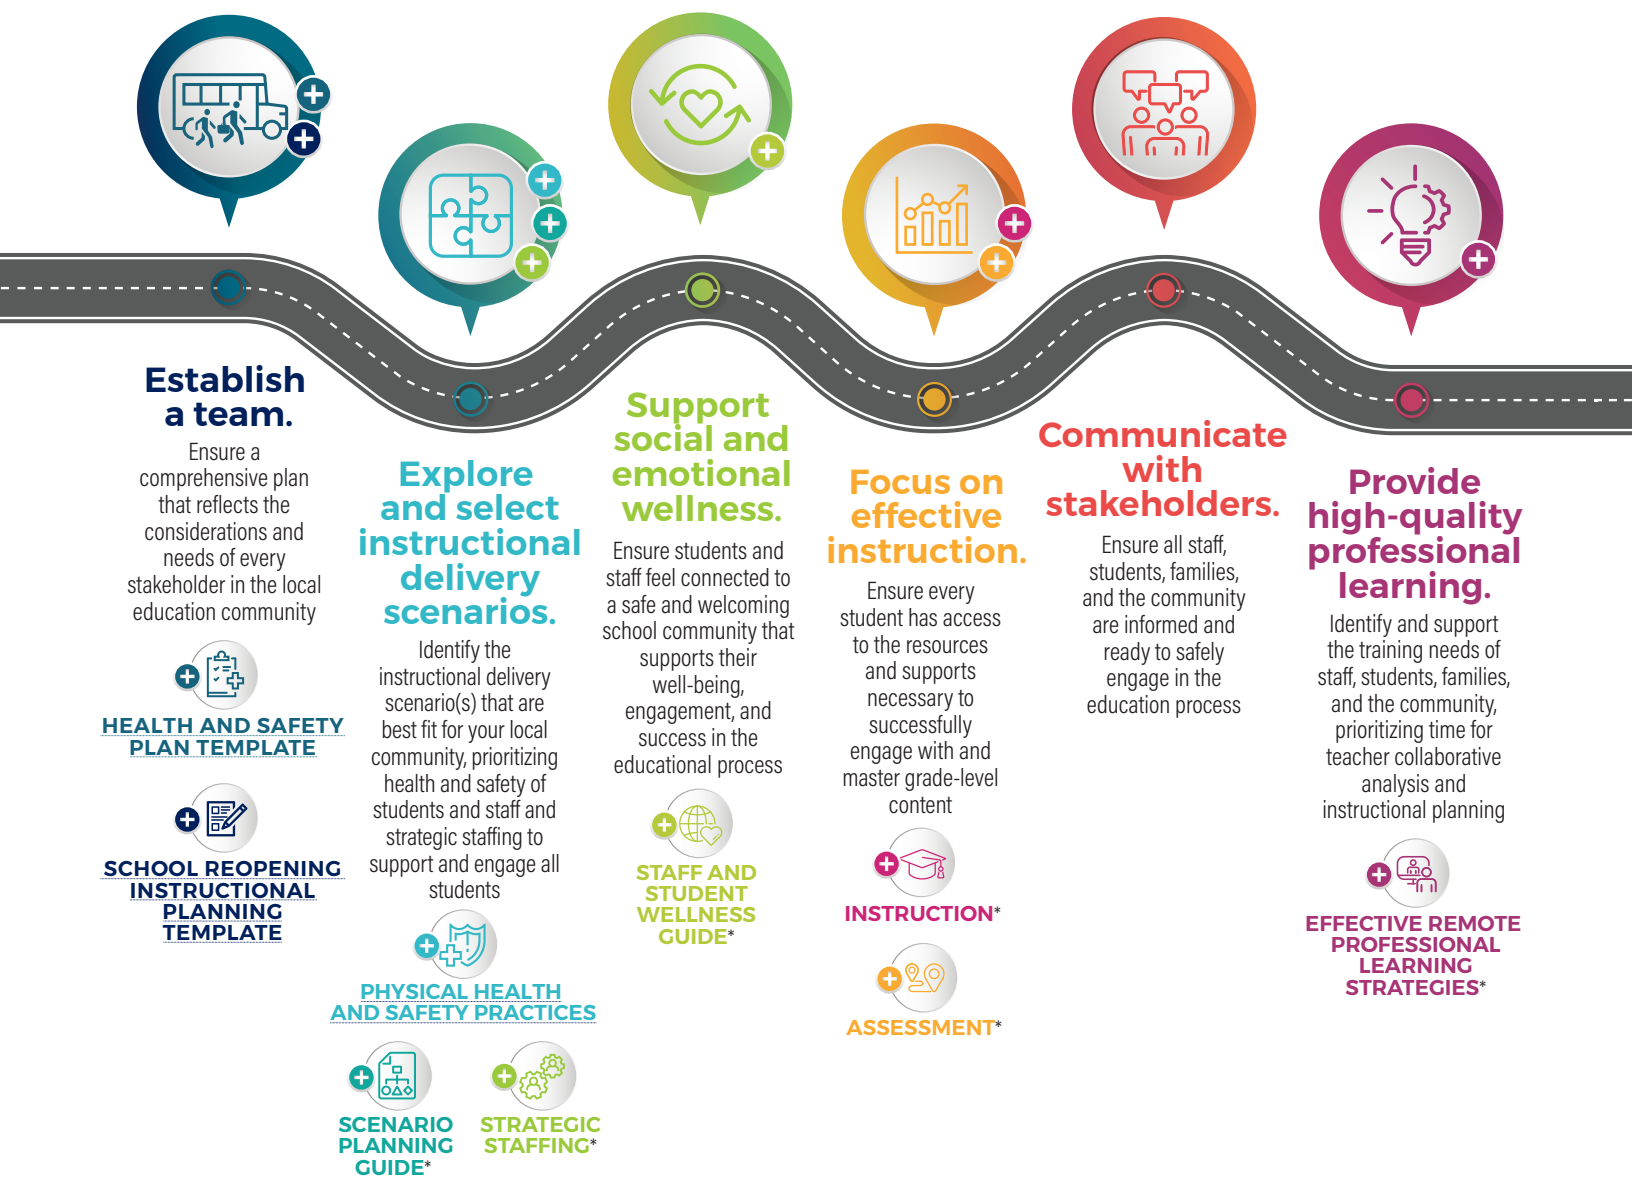 Establish
a team.
Ensure a
comprehensive plan
that reflects the
considerations and
needs of every
stakeholder in the local
education community
HEALTH AND SAFETY
PLAN TEMPLATE
SCHOOL REOPENING
INSTRUCTIONAL
PLANNING
TEMPLATE
Explore
and select
instructional
delivery
scenarios.
Identify the
instructional delivery
scenario(s) that are
best fit for your local
community, prioritizing
health and safety of
students and staff and
strategic staffing to
support and engage all
students
PHYSICAL HEALTH
AND SAFETY PRACTICES
SCENARIO
PLANNING
GUIDE*
STRATEGIC
STAFFING*
Support
social and
emotional
wellness.
Ensure students and
staff feel connected to
a safe and welcoming
school community that
supports their
well-being,
engagement, and
success in the
educational process
STAFF AND
STUDENT
WELLNESS
GUIDE*
Focus on
effective
instruction.
Ensure every
student has access
to the resources
and supports
necessary to
successfully
engage with and
master grade-level
content
INSTRUCTION*
ASSESSMENT*
Communicate
with
stakeholders.
Ensure all staff,
students, families,
and the community
are informed and
ready to safely
engage in the
education process
Provide
high-quality
professional
learning.
Identify and support
the training needs of
staff, students, families,
and the community,
prioritizing time for
teacher collaborative
analysis and
instructional planning
EFFECTIVE REMOTE
PROFESSIONAL
LEARNING
STRATEGIES*